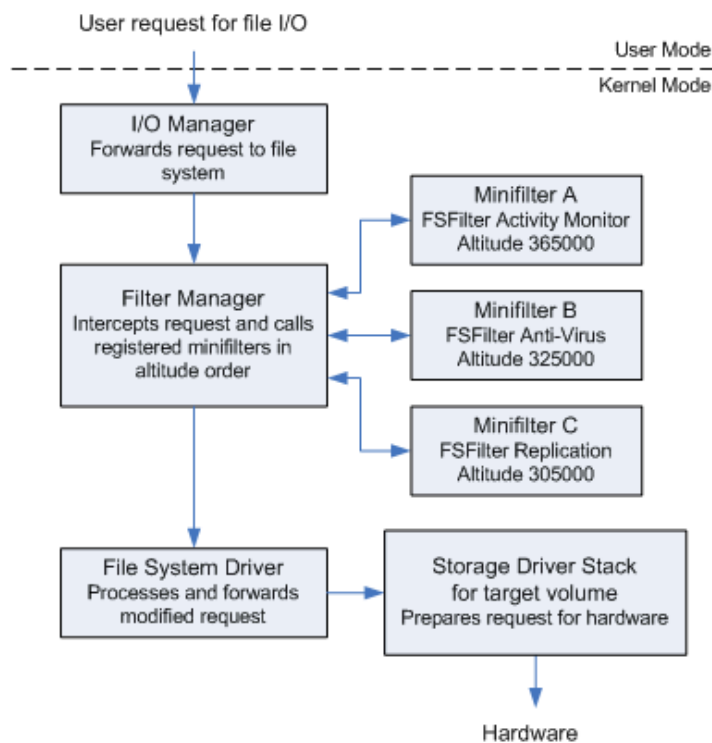 User request for file I/O
User Mode
Kernel Mode
I/O Manager
Forwards request to file
system
Minifilter A
FSFilter Activity Monitor
Altitude 365000
Filter Manager
Intercepts request and calls
registered minifilters in
altitude order
Minifilter B
FSFilter Anti-Virus
Altitude 325000
Minifilter C
FSFilter Replication
Altitude 305000
File System Driver
Processes and forwards
modified request
Storage Driver Stack
for target volume
Prepares request for hardware
Hardware